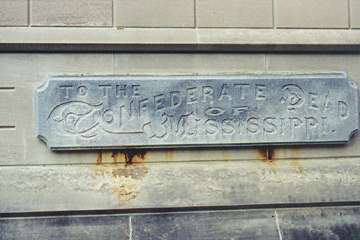 TO THE
CONFEDERATE DEAD
OF
MISSISSIPPI.